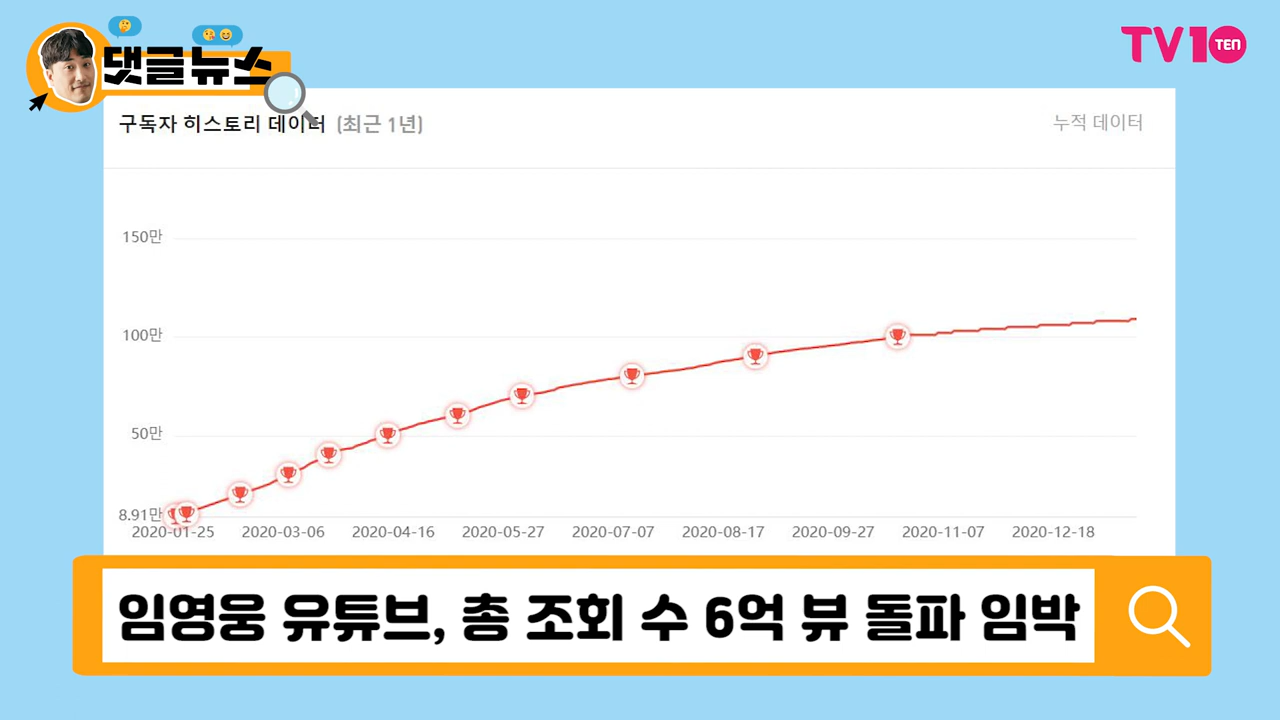 댓글뉴스
TV10 TEN
구독자 히스토리 데이터 (최근 1년)
누적 데이터
150만
100만
50만
8.91만
2020-01-25 2020-03-06 2020-04-16 2020-05-27 2020-07-07 2020-08-17 2020-09-27 2020-11-07 2020-12-18
임영웅 유튜브, 총 조회 수 6억 뷰 돌파 임박